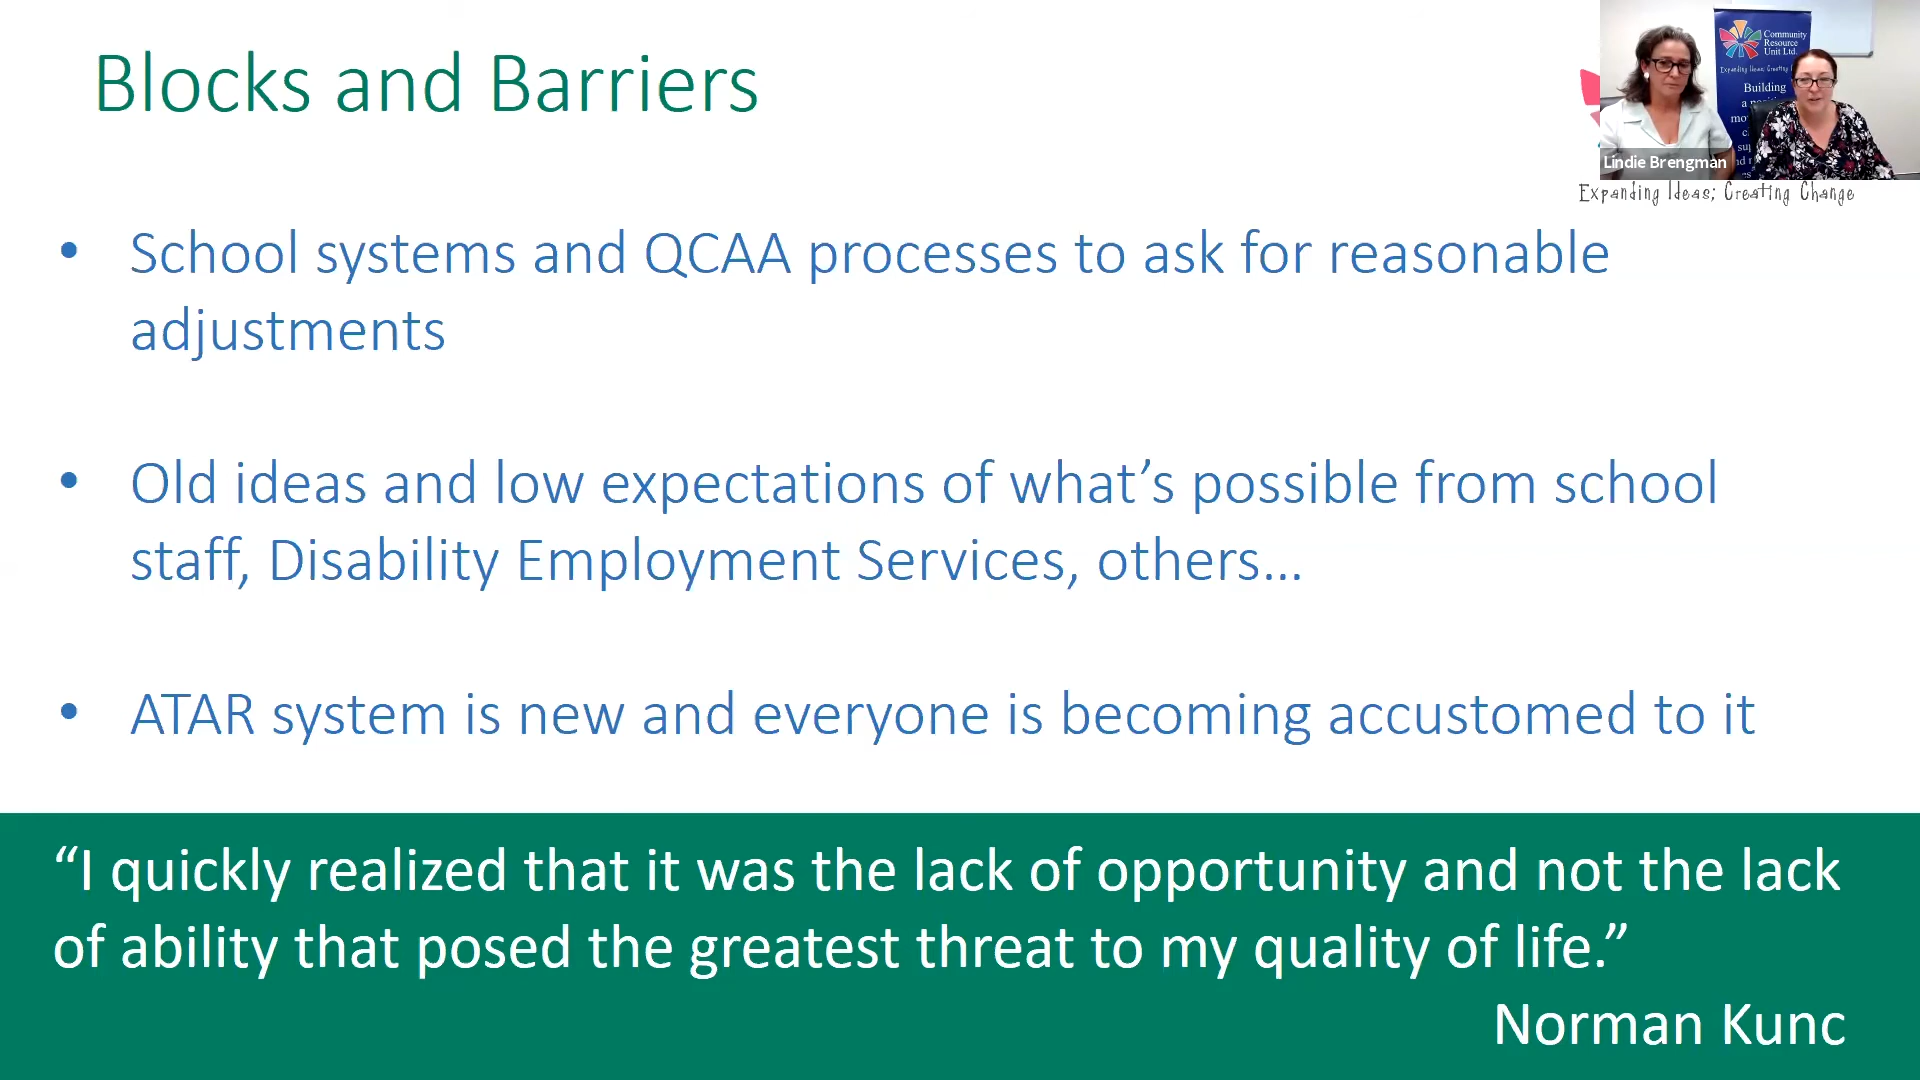 Blocks and Barriers
Community
Resource
Unit Ltd.
Building
Lindie Brengman
Expanding Ideas; Creating Change
• School systems and QCAA processes to ask for reasonable
adjustments
• Old ideas and low expectations of what’s possible from school
staff, Disability Employment Services, others...
• ATAR system is new and everyone is becoming accustomed to it
“I quickly realized that it was the lack of opportunity and not the lack
of ability that posed the greatest threat to my quality of life.”
Norman Kunc